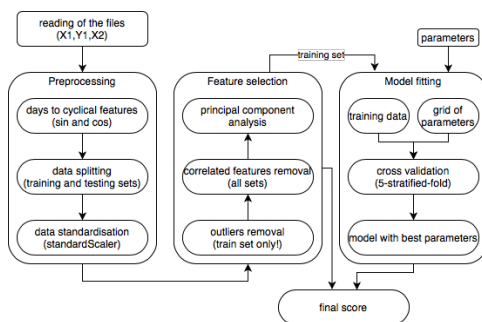 reading of the files
(X1,Y1,X2)
Preprocessing
days to cyclical features
(sin and cos)
data splitting
(training and testing sets)
data standardisation
(standardScaler)
Feature selection
principal component
analysis
correlated features removal
(all sets)
outliers removal
(train set only!)
training set
parameters
Model fitting
training data
grid of
parameters
cross validation
(5-stratified-fold)
model with best parameters
final score